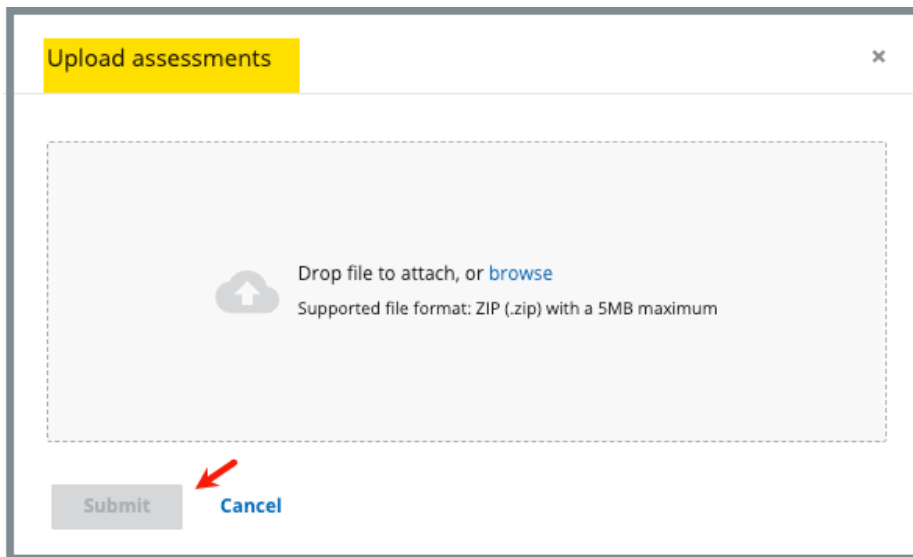 Upload assessments
×
Drop file to attach, or browse
Supported file format: ZIP (.zip) with a 5MB maximum
Submit Cancel